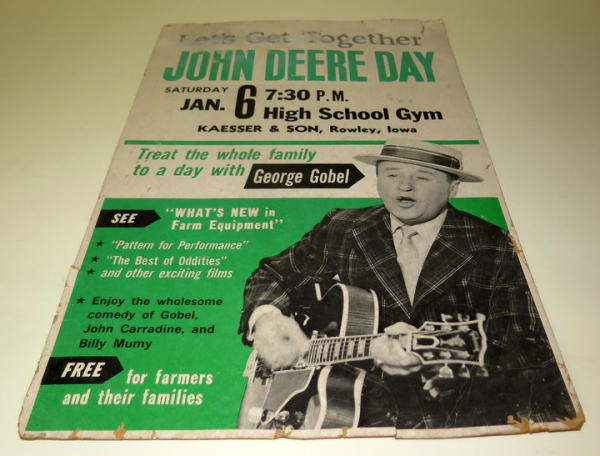 Let's Get Together
JOHN DEERE DAY
SATURDAY
JAN. 6 7:30 P.M.
High School Gym
KAESSER & SON, Rowley, Iowa
Treat the whole family
to a day with George Gobel
SEE "WHAT'S NEW in
Farm Equipment"
★ "Pattern for Performance"
★ "The Best of Oddities"
★ and other exciting films
★ Enjoy the wholesome
comedy of Gobel,
John Carradine, and
Billy Mumy
FREE for farmers
and their families